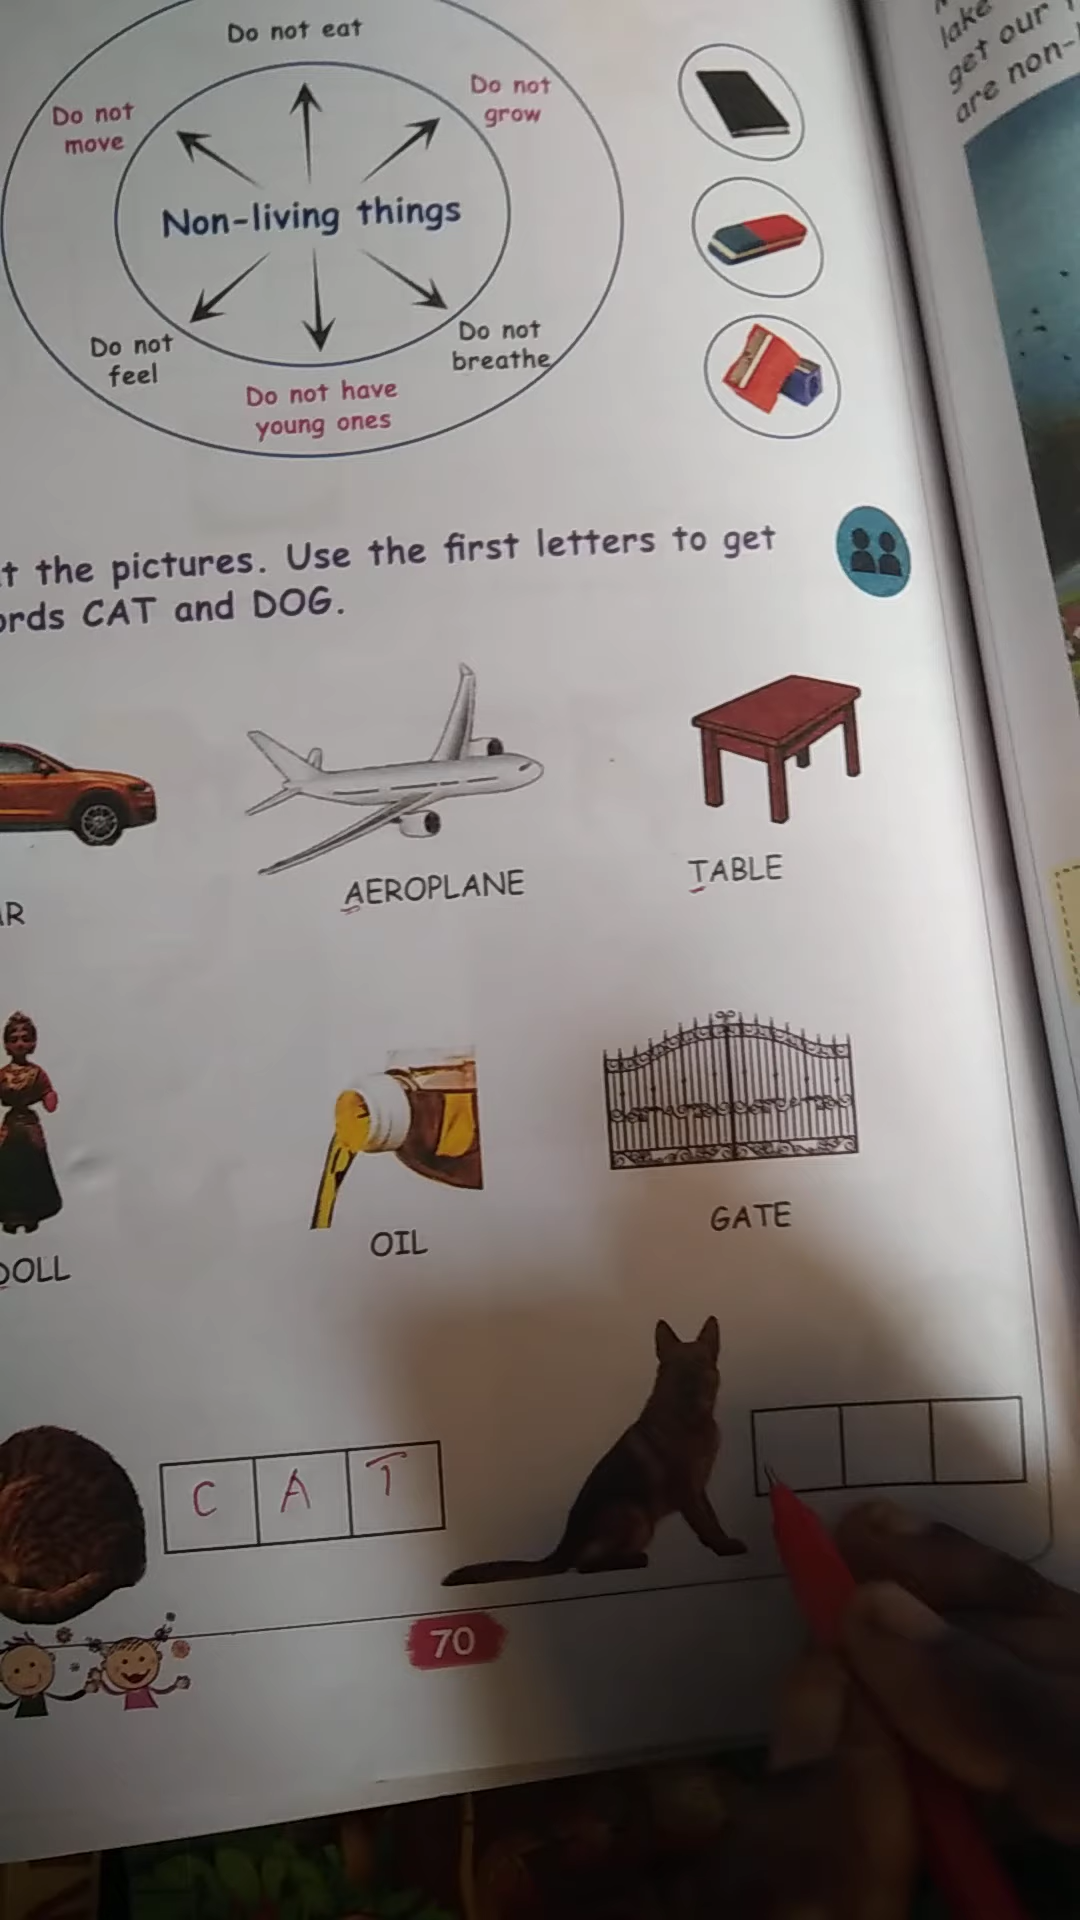 Do not eat
Do not
grow
Do not
move
Non-living things
Do not
feel
Do not
breathe
Do not have
young ones
lake
get our
are non-
the pictures. Use the first letters to get
CAT and DOG.
AEROPLANE
TABLE
DOLL
OIL
GATE
C A T
70